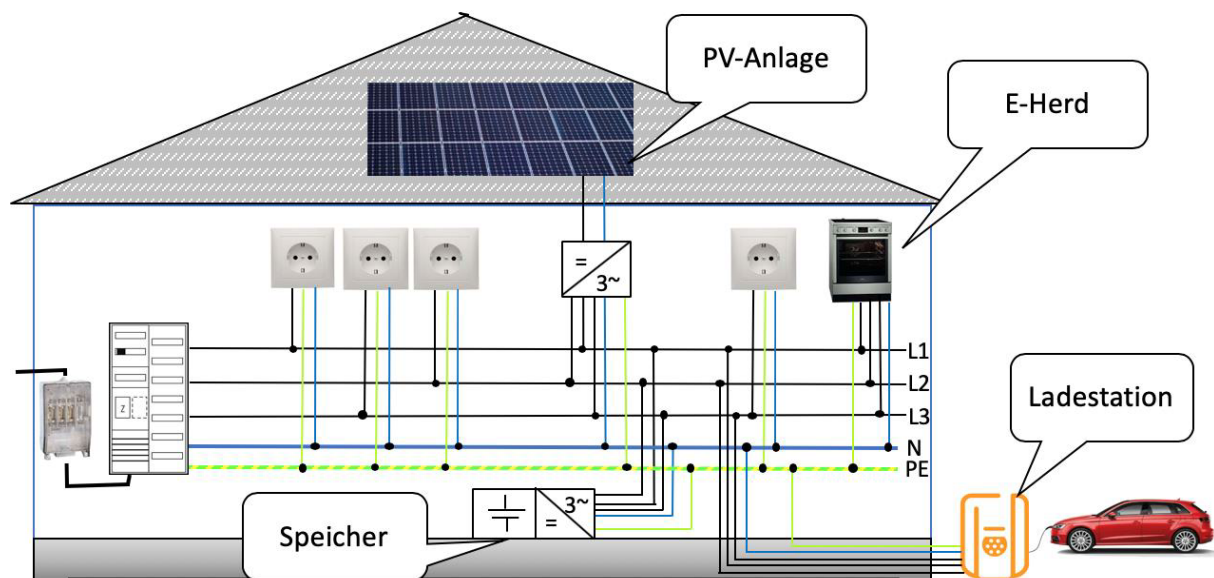 PV-Anlage
E-Herd
=
3~
L1
L2
L3
N
PE
Z
Ladestation
3~
=
Speicher